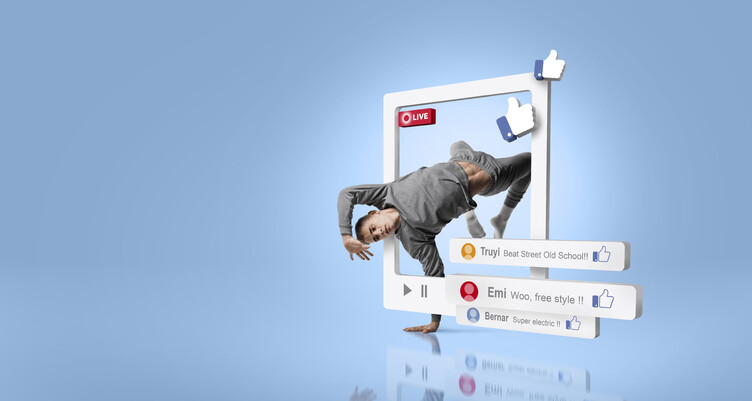 LIVE
Truyi Beat Street Old School!!
Emi Woo, free style !!
Bernar Super electric !!